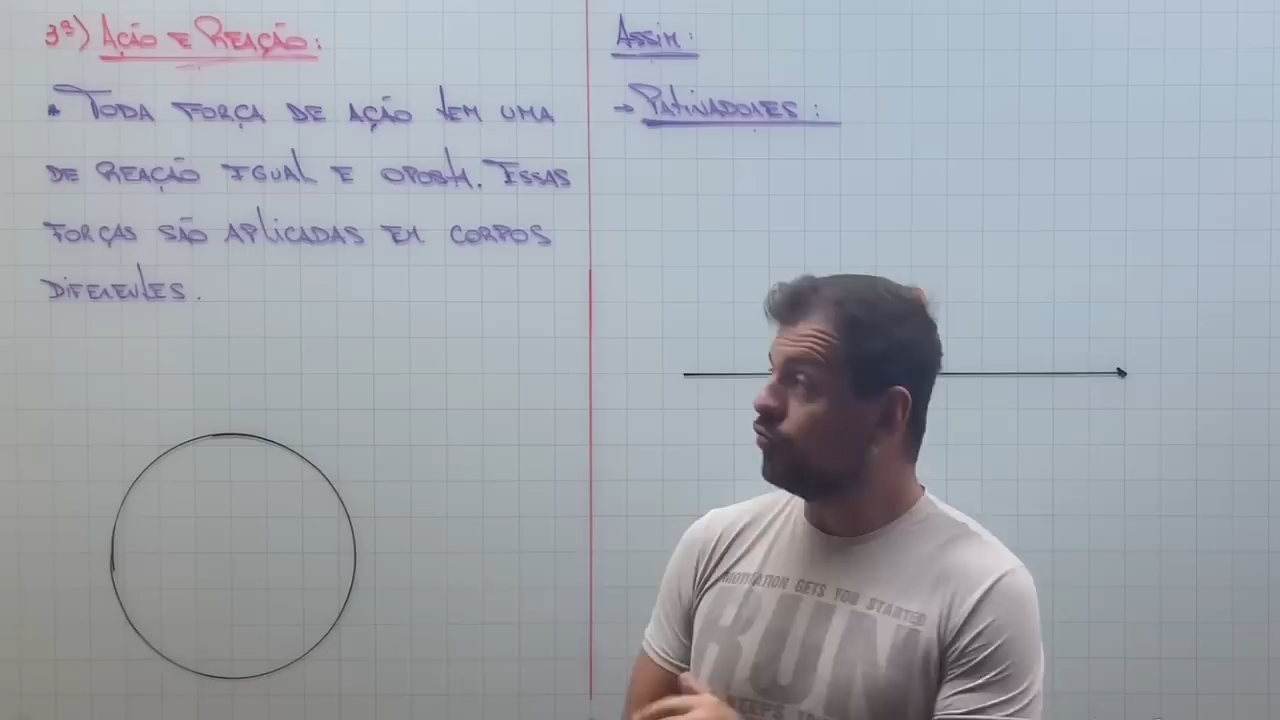 3ª) AÇÃO E REAÇÃO:
• TODA FORÇA DE AÇÃO TEM UMA
DE REAÇÃO IGUAL E OPOSTA. ESSAS
FORÇAS SÃO APLICADAS EM CORPOS
DIFERENTES.
ASSIM:
→ PATINADORES:
MOTIVATION GETS YOU STARTED
RUN
KEEPS